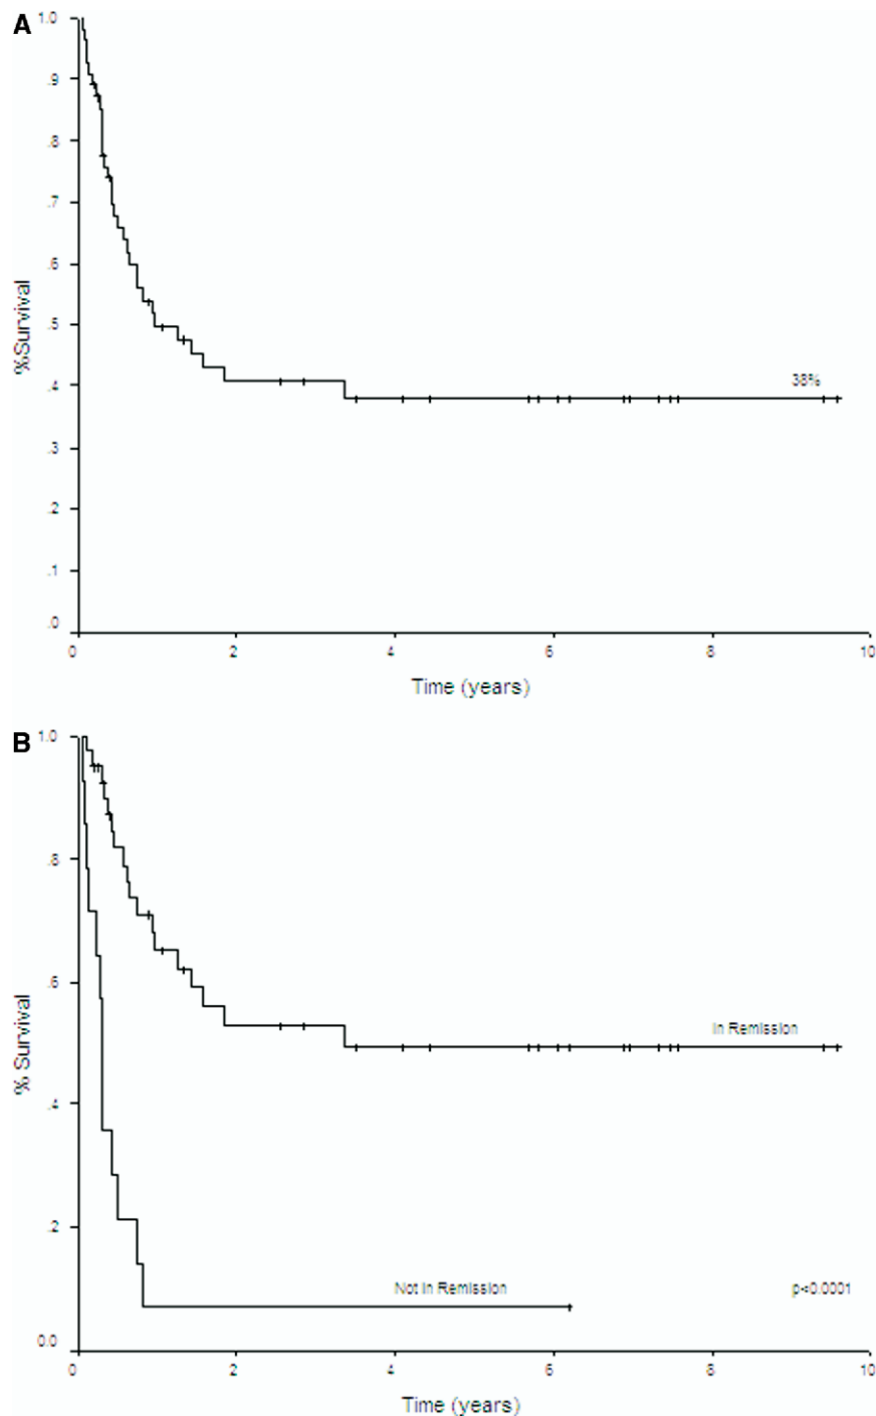 A
1.0
.9
.8
.7
.6
.5
.4
.3
.2
.1
.0
%Survival
38%
0 2 4 6 8 10
Time (years)
B
1.0
.8
.6
.4
.2
0.0
% Survival
In Remission
Not in Remission
p<0.0001
0 2 4 6 8 10
Time (years)